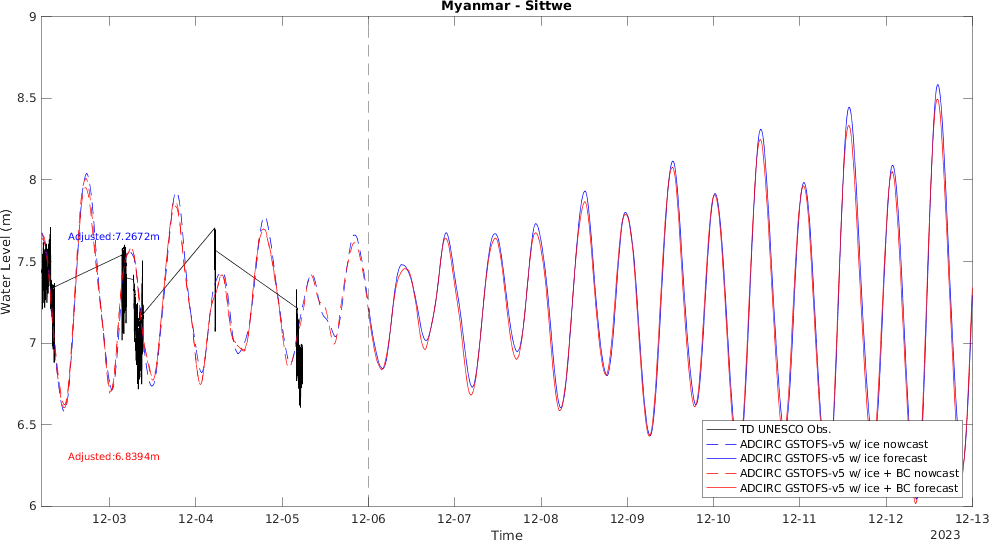 Myanmar - Sittwe
9
8.5
8
7.5
7
6.5
6
Water Level (m)
Adjusted:7.2672m
Adjusted:6.8394m
TD UNESCO Obs.
ADCIRC GSTOFS-v5 w/ ice nowcast
ADCIRC GSTOFS-v5 w/ ice forecast
ADCIRC GSTOFS-v5 w/ ice + BC nowcast
ADCIRC GSTOFS-v5 w/ ice + BC forecast
12-03 12-04 12-05 12-06 12-07 12-08 12-09 12-10 12-11 12-12 12-13
Time
2023